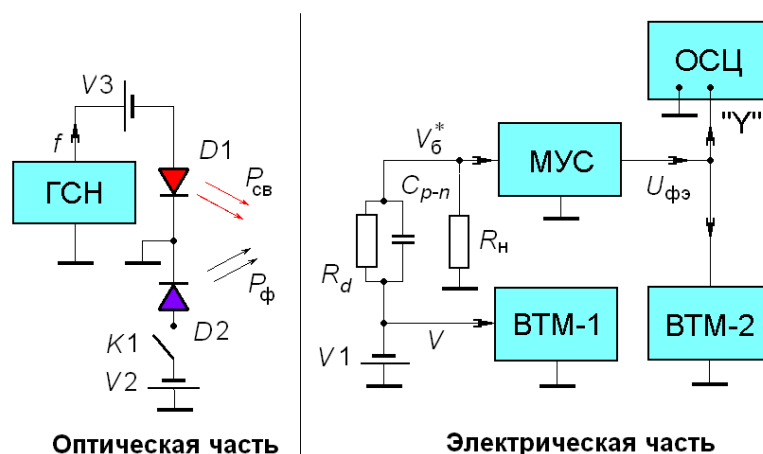 V3
f
ГСН
D1
Pсв
Pф
D2
K1
V2
Оптическая часть
ОСЦ
"Y"
Vб*
МУС
Uфэ
Cp-n
Rн
Rd
V1
V
ВТМ-1
ВТМ-2
Электрическая часть